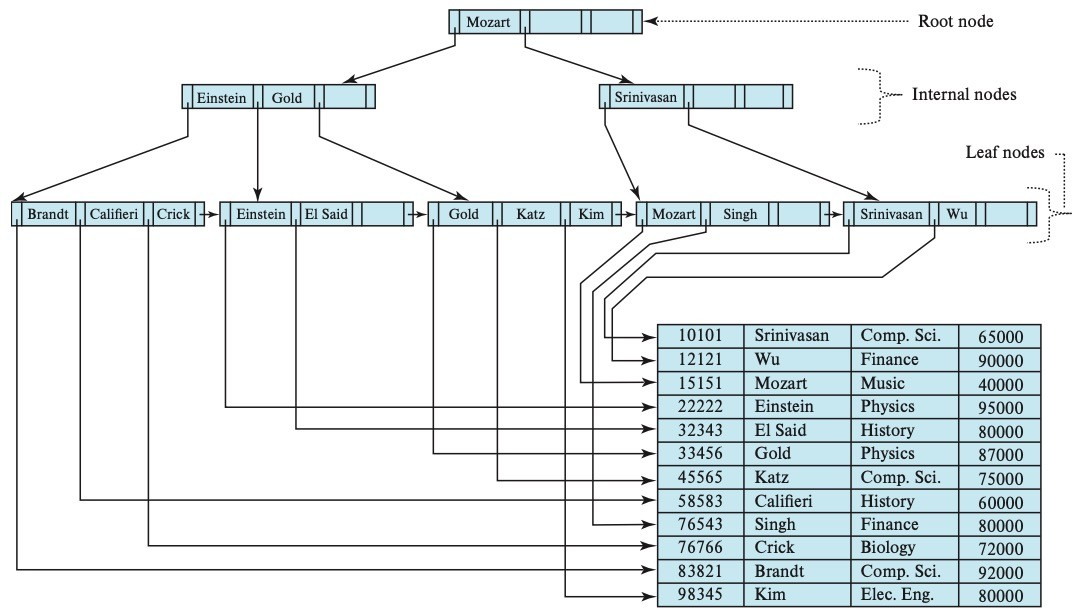 Mozart
Root node
Einstein Gold
Srinivasan
Internal nodes
Leaf nodes
Brandt Califieri Crick
Einstein El Said
Gold Katz Kim
Mozart Singh
Srinivasan Wu
10101 Srinivasan Comp. Sci. 65000
12121 Wu Finance 90000
15151 Mozart Music 40000
22222 Einstein Physics 95000
32343 El Said History 80000
33456 Gold Physics 87000
45565 Katz Comp. Sci. 75000
58583 Califieri History 60000
76543 Singh Finance 80000
76766 Crick Biology 72000
83821 Brandt Comp. Sci. 92000
98345 Kim Elec. Eng. 80000